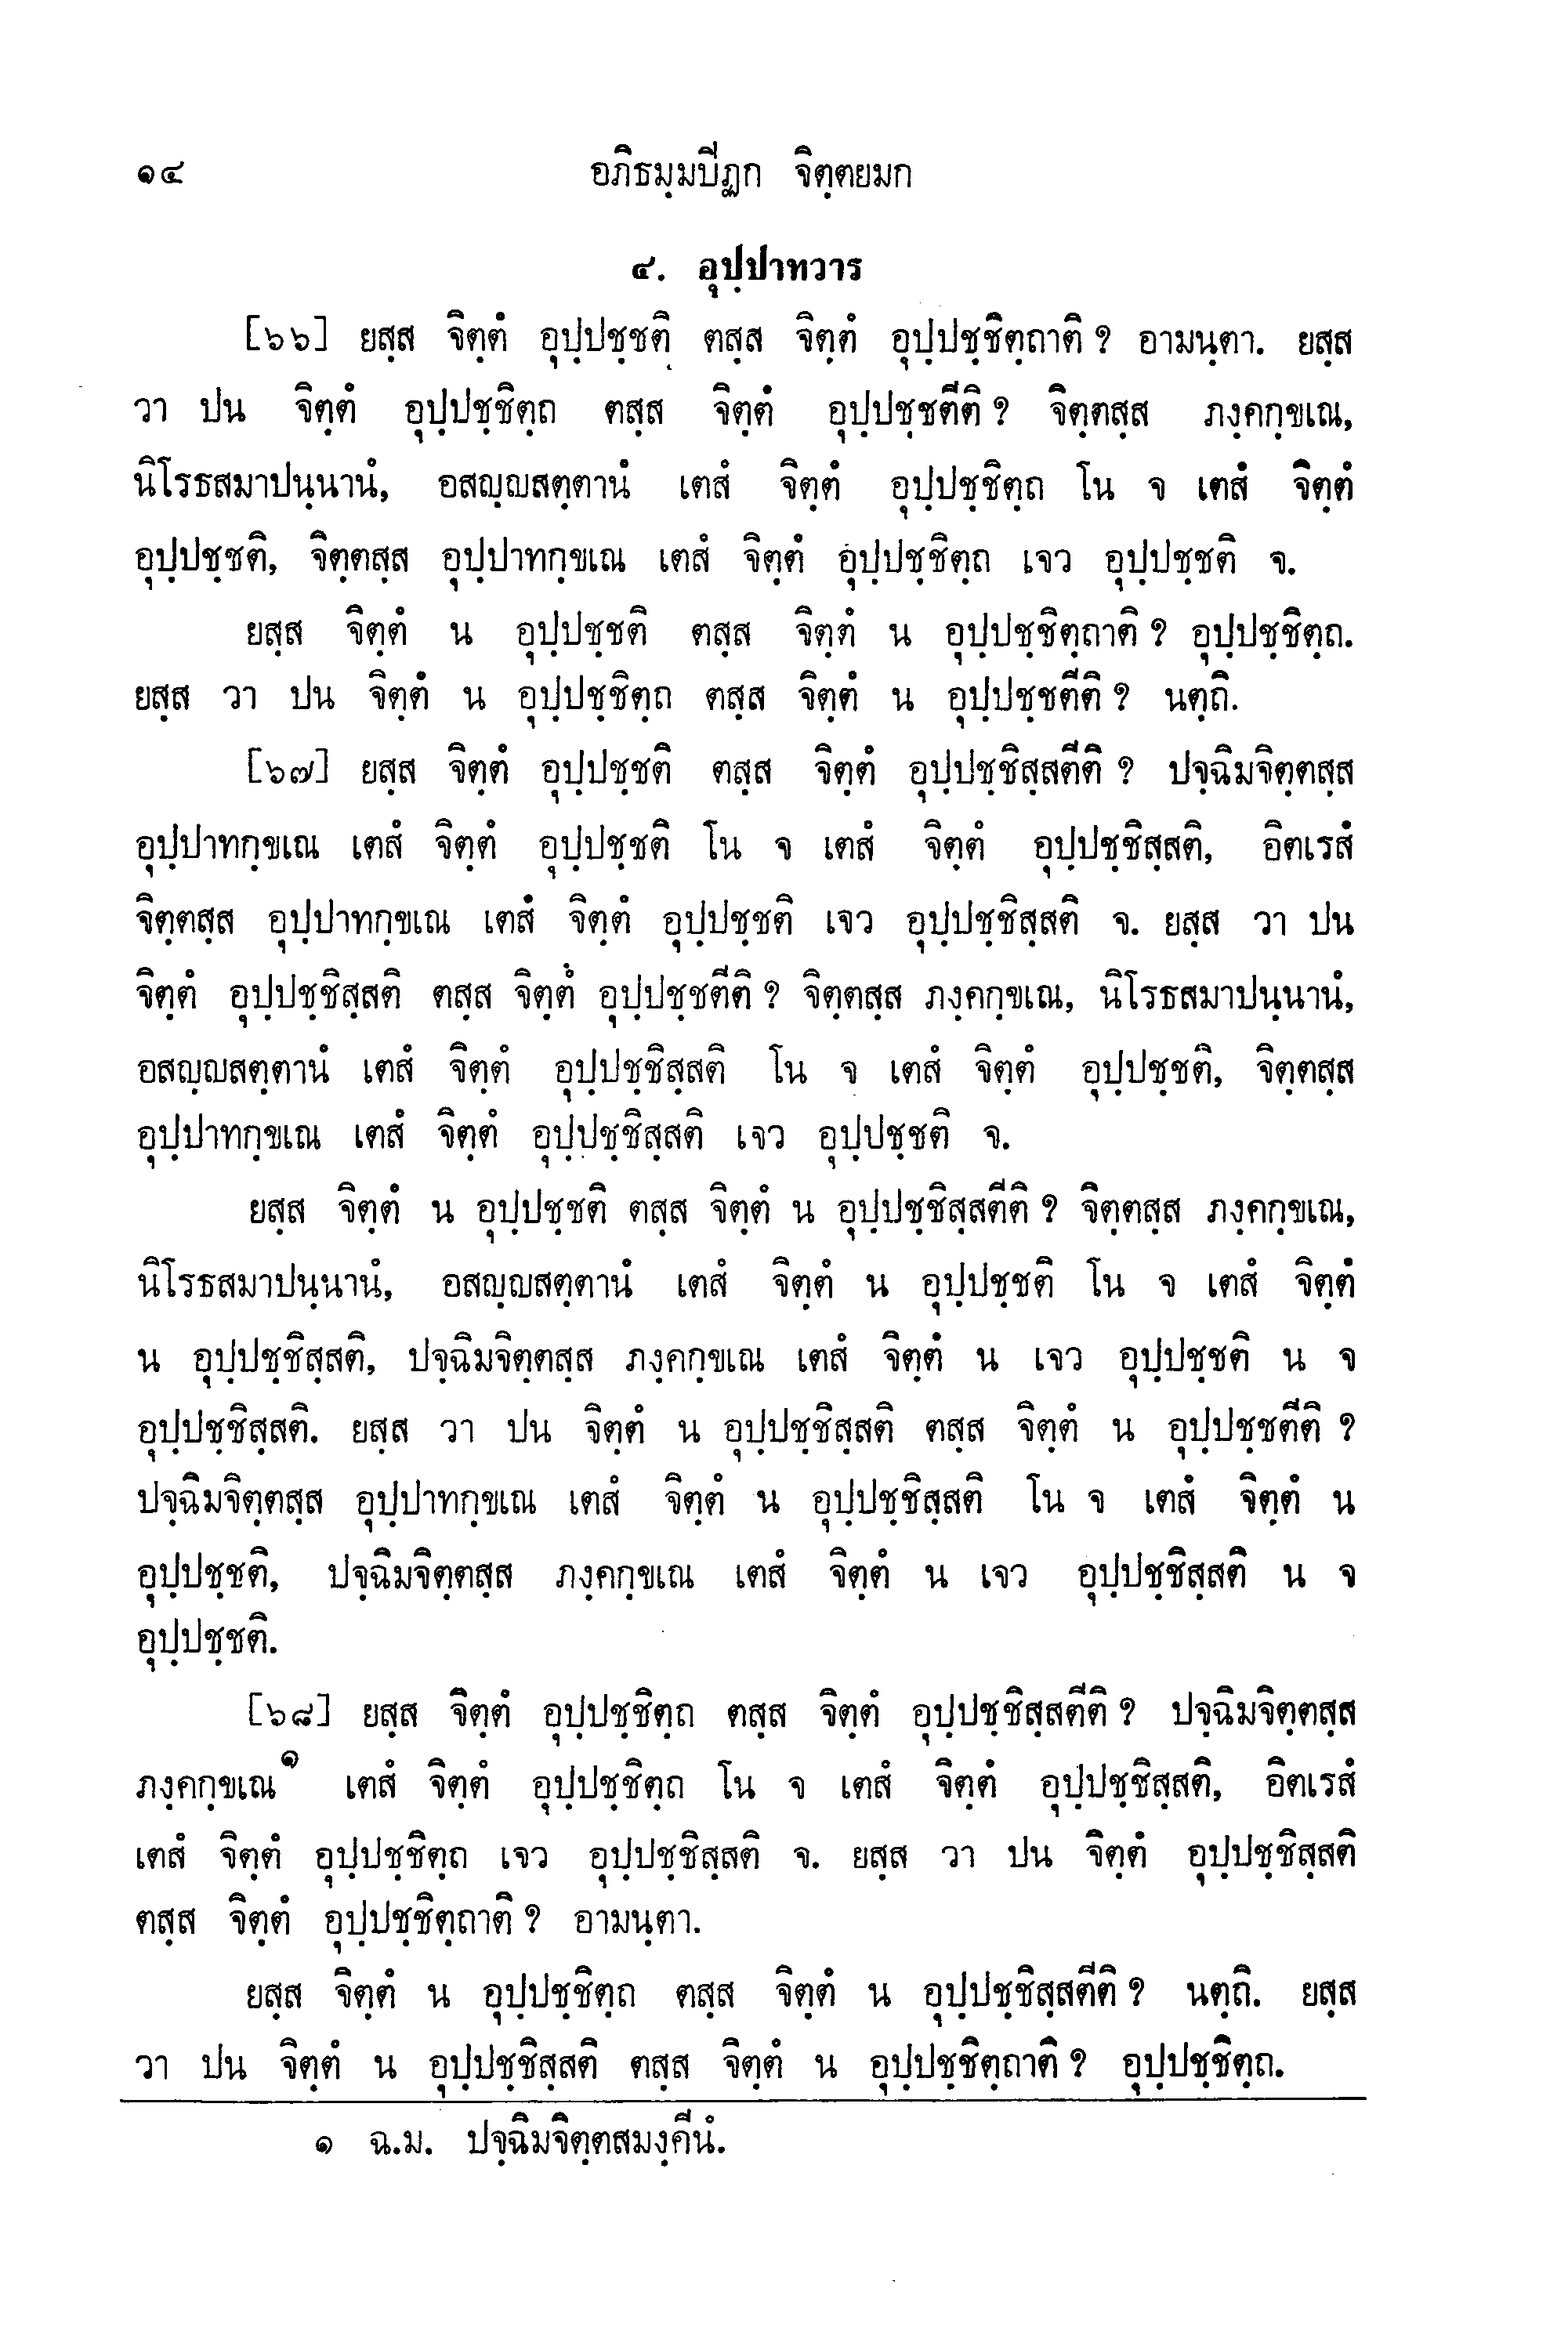 ๑๔ อภิธมฺมปิฏก จิตฺตยมก
๔. อุปฺปาทวาร
[๖๖] ยสฺส จิตฺตํ อุปฺปชฺชติ ตสฺส จิตฺตํ อุปฺปชฺชิตฺถาติ ? อามนฺตา. ยสฺส
วา ปน จิตฺตํ อุปฺปชฺชิตฺถ ตสฺส จิตฺตํ อุปฺปชฺชตีติ ? จิตฺตสฺส ภงฺคกฺขเณ,
นิโรธสมาปนฺนานํ, อสญฺญสตฺตานํ เตสํ จิตฺตํ อุปฺปชฺชิตฺถ โน จ เตสํ จิตฺตํ
อุปฺปชฺชติ, จิตฺตสฺส อุปฺปาทกฺขเณ เตสํ จิตฺตํ อุปฺปชฺชิตฺถ เจว อุปฺปชฺชติ จ.
ยสฺส จิตฺตํ น อุปฺปชฺชติ ตสฺส จิตฺตํ น อุปฺปชฺชิตฺถาติ ? อุปฺปชฺชิตฺถ.
ยสฺส วา ปน จิตฺตํ น อุปฺปชฺชิตฺถ ตสฺส จิตฺตํ น อุปฺปชฺชตีติ ? นตฺถิ.
[๖๗] ยสฺส จิตฺตํ อุปฺปชฺชติ ตสฺส จิตฺตํ อุปฺปชฺชิสฺสตีติ ? ปจฺฉิมจิตฺตสฺส
อุปฺปาทกฺขเณ เตสํ จิตฺตํ อุปฺปชฺชติ โน จ เตสํ จิตฺตํ อุปฺปชฺชิสฺสติ, อิตเรสํ
จิตฺตสฺส อุปฺปาทกฺขเณ เตสํ จิตฺตํ อุปฺปชฺชติ เจว อุปฺปชฺชิสฺสติ จ. ยสฺส วา ปน
จิตฺตํ อุปฺปชฺชิสฺสติ ตสฺส จิตฺตํ อุปฺปชฺชตีติ ? จิตฺตสฺส ภงฺคกฺขเณ, นิโรธสมาปนฺนานํ,
อสญฺญสตฺตานํ เตสํ จิตฺตํ อุปฺปชฺชิสฺสติ โน จ เตสํ จิตฺตํ อุปฺปชฺชติ, จิตฺตสฺส
อุปฺปาทกฺขเณ เตสํ จิตฺตํ อุปฺปชฺชิสฺสติ เจว อุปฺปชฺชติ จ.
ยสฺส จิตฺตํ น อุปฺปชฺชติ ตสฺส จิตฺตํ น อุปฺปชฺชิสฺสตีติ ? จิตฺตสฺส ภงฺคกฺขเณ,
นิโรธสมาปนฺนานํ, อสญฺญสตฺตานํ เตสํ จิตฺตํ น อุปฺปชฺชติ โน จ เตสํ จิตฺตํ
น อุปฺปชฺชิสฺสติ, ปจฺฉิมจิตฺตสฺส ภงฺคกฺขเณ เตสํ จิตฺตํ น เจว อุปฺปชฺชติ น จ
อุปฺปชฺชิสฺสติ. ยสฺส วา ปน จิตฺตํ น อุปฺปชฺชิสฺสติ ตสฺส จิตฺตํ น อุปฺปชฺชตีติ ?
ปจฺฉิมจิตฺตสฺส อุปฺปาทกฺขเณ เตสํ จิตฺตํ น อุปฺปชฺชิสฺสติ โน จ เตสํ จิตฺตํ น
อุปฺปชฺชติ, ปจฺฉิมจิตฺตสฺส ภงฺคกฺขเณ เตสํ จิตฺตํ น เจว อุปฺปชฺชิสฺสติ น จ
อุปฺปชฺชติ.
[๖๘] ยสฺส จิตฺตํ อุปฺปชฺชิตฺถ ตสฺส จิตฺตํ อุปฺปชฺชิสฺสตีติ ? ปจฺฉิมจิตฺตสฺส
ภงฺคกฺขเณ๑ เตสํ จิตฺตํ อุปฺปชฺชิตฺถ โน จ เตสํ จิตฺตํ อุปฺปชฺชิสฺสติ, อิตเรสํ
เตสํ จิตฺตํ อุปฺปชฺชิตฺถ เจว อุปฺปชฺชิสฺสติ จ. ยสฺส วา ปน จิตฺตํ อุปฺปชฺชิสฺสติ
ตสฺส จิตฺตํ อุปฺปชฺชิตฺถาติ ? อามนฺตา.
ยสฺส จิตฺตํ น อุปฺปชฺชิตฺถ ตสฺส จิตฺตํ น อุปฺปชฺชิสฺสตีติ ? นตฺถิ. ยสฺส
วา ปน จิตฺตํ น อุปฺปชฺชิสฺสติ ตสฺส จิตฺตํ น อุปฺปชฺชิตฺถาติ ? อุปฺปชฺชิตฺถ.
๑ ฉ.ม. ปจฺฉิมจิตฺตสมงฺคีนํ.